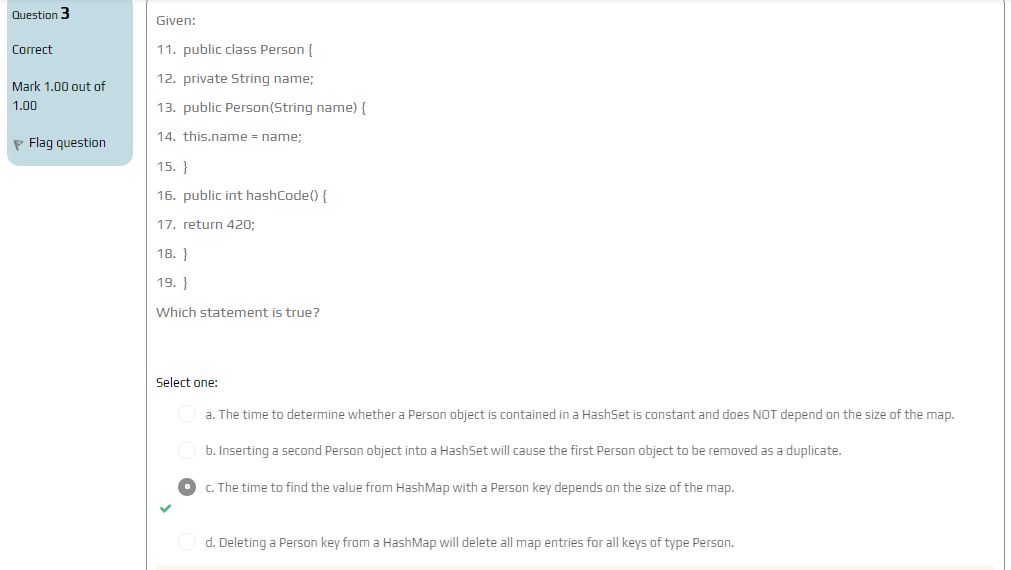 Question 3
Correct
Mark 1.00 out of
1.00
Flag question
Given:
11. public class Person {
12. private String name;
13. public Person(String name) {
14. this.name = name;
15. }
16. public int hashCode() {
17. return 420;
18. }
19. }
Which statement is true?
Select one:
a. The time to determine whether a Person object is contained in a HashSet is constant and does NOT depend on the size of the map.
b. Inserting a second Person object into a HashSet will cause the first Person object to be removed as a duplicate.
c. The time to find the value from HashMap with a Person key depends on the size of the map.
d. Deleting a Person key from a HashMap will delete all map entries for all keys of type Person.